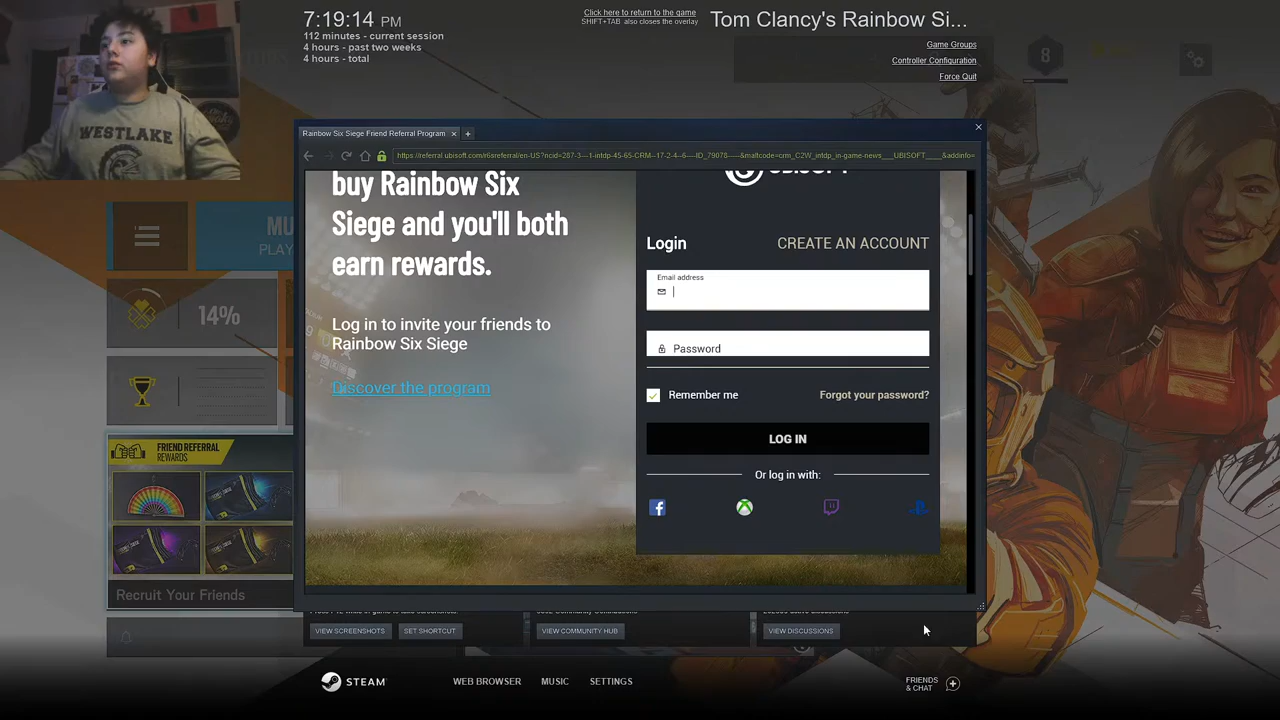 7:19:14 PM
112 minutes - current session
4 hours - past two weeks
4 hours - total
Click here to return to the game
SHIFT+TAB also closes the overlay
Tom Clancy's Rainbow Si...
Game Groups
Controller Configuration
Force Quit
8
WESTLAKE
Rainbow Six Siege Friend Referral Program
buy Rainbow Six
Siege and you'll both
earn rewards.
Log in to invite your friends to
Rainbow Six Siege
Discover the program
UBISOFT
Login
CREATE AN ACCOUNT
Email address
Password
Remember me
Forgot your password?
LOG IN
Or log in with:
MU
PLAY
14%
FRIEND REFERRAL
REWARDS
Recruit Your Friends
VIEW SCREENSHOTS
SET SHORTCUT
VIEW COMMUNITY HUB
VIEW DISCUSSIONS
STEAM
WEB BROWSER
MUSIC
SETTINGS
FRIENDS
& CHAT